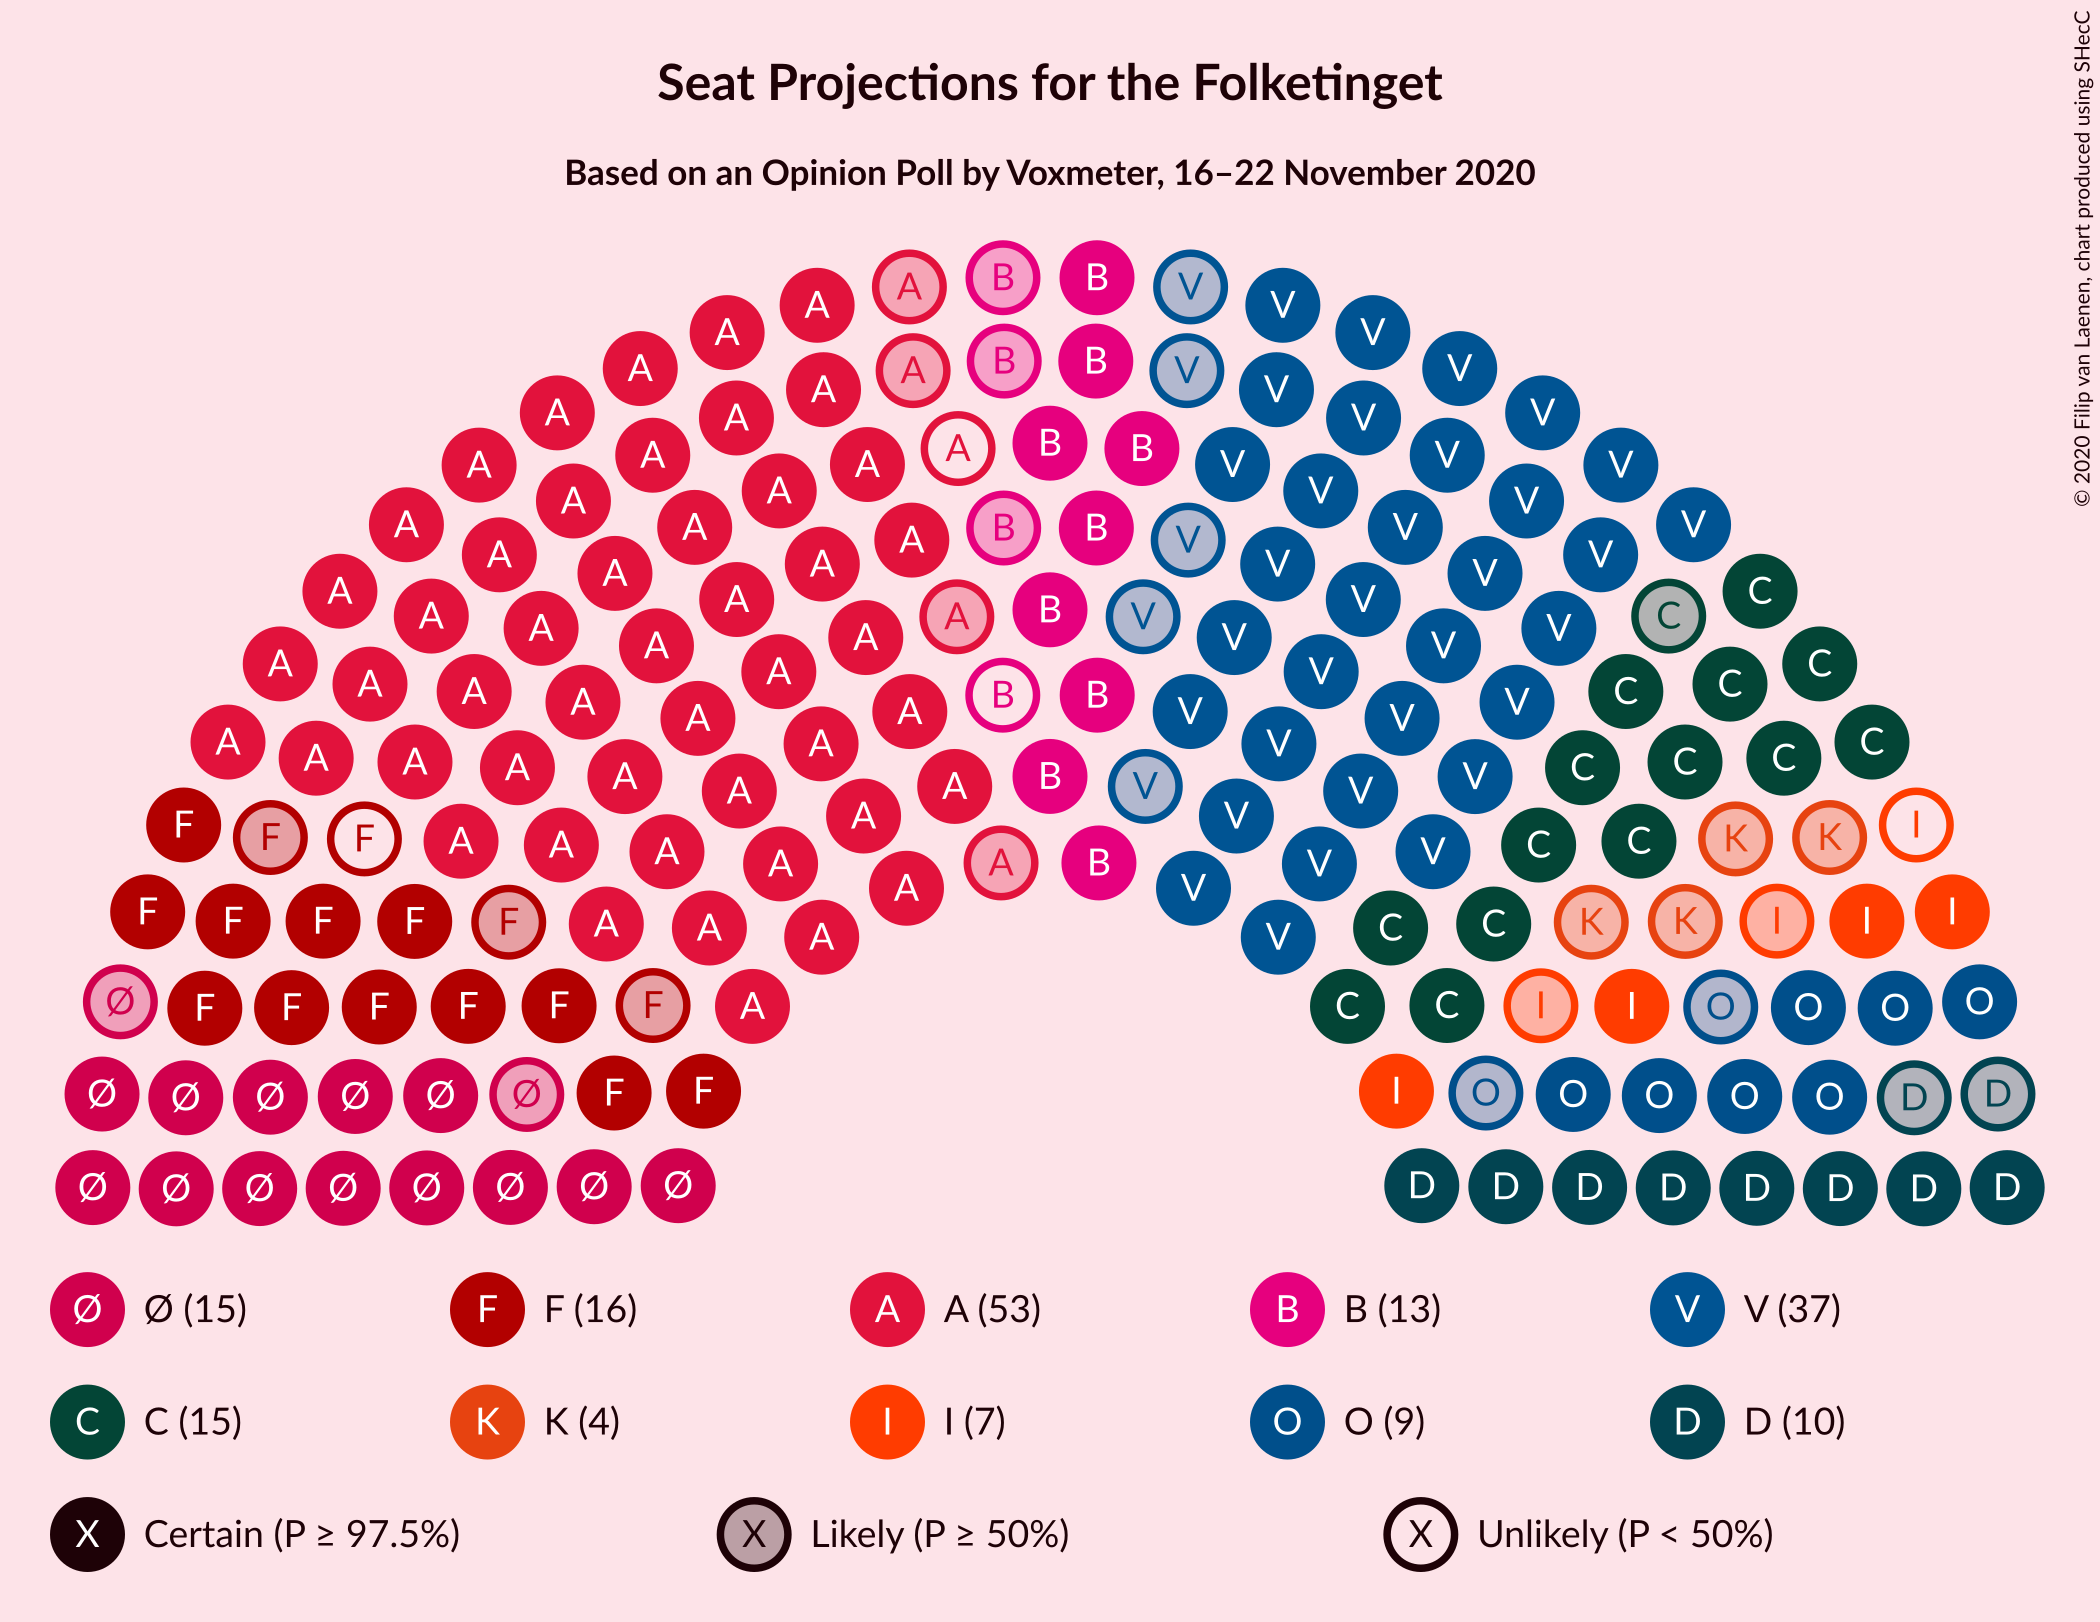 Seat Projections for the Folketinget
Based on an Opinion Poll by Voxmeter, 16–22 November 2020
© 2020 Filip van Laenen, chart produced using SHecC
A A A B B V V V
A A A B B V V V
A A A B B V V V
A A A B B V V V
A A A B V V V
A A A B B V V V
A A A B V V V
A A A B V V V
Ø Ø (15) F F (16) A A (53) B B (13) V V (37)
C C (15) K K (4) I I (7) O O (9) D D (10)
X Certain (P ≥ 97.5%) X Likely (P ≥ 50%) X Unlikely (P < 50%)